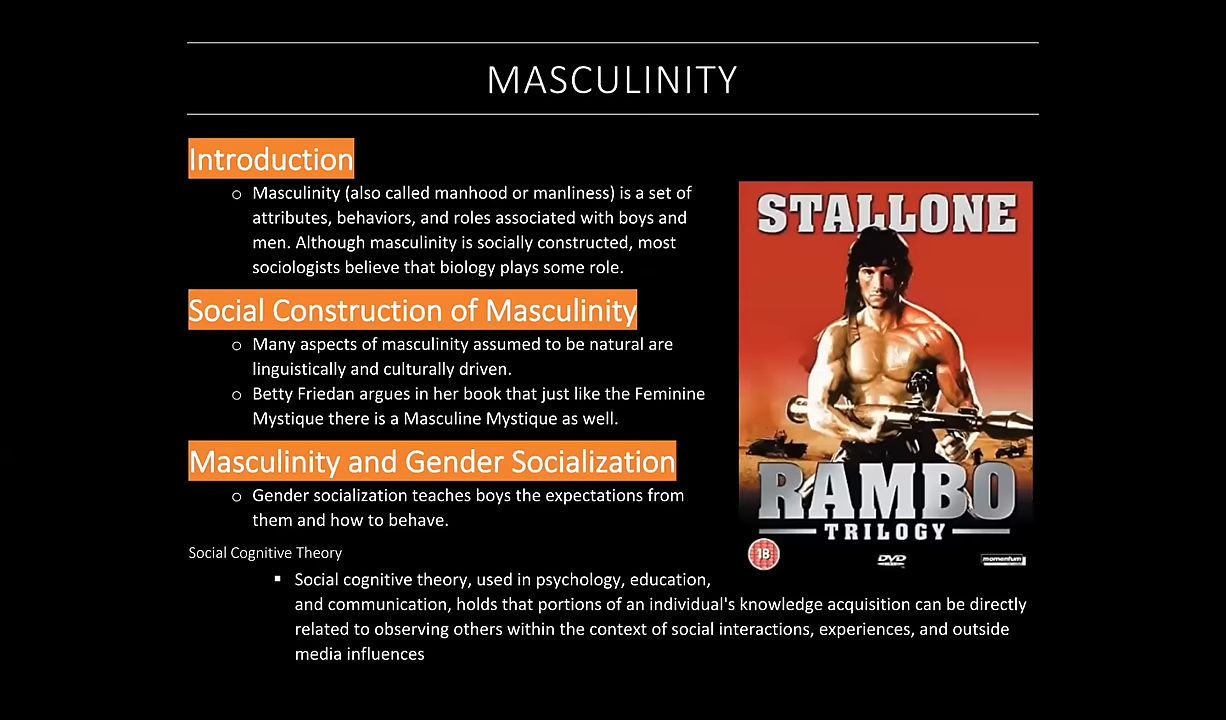 MASCULINITY
Introduction
o Masculinity (also called manhood or manliness) is a set of
attributes, behaviors, and roles associated with boys and
men. Although masculinity is socially constructed, most
sociologists believe that biology plays some role.
Social Construction of Masculinity
o Many aspects of masculinity assumed to be natural are
linguistically and culturally driven.
o Betty Friedan argues in her book that just like the Feminine
Mystique there is a Masculine Mystique as well.
Masculinity and Gender Socialization
o Gender socialization teaches boys the expectations from
them and how to behave.
Social Cognitive Theory
▪ Social cognitive theory, used in psychology, education,
and communication, holds that portions of an individual's knowledge acquisition can be directly
related to observing others within the context of social interactions, experiences, and outside
media influences
STALLONE
RAMBO
TRILOGY
18
DVD
momentum